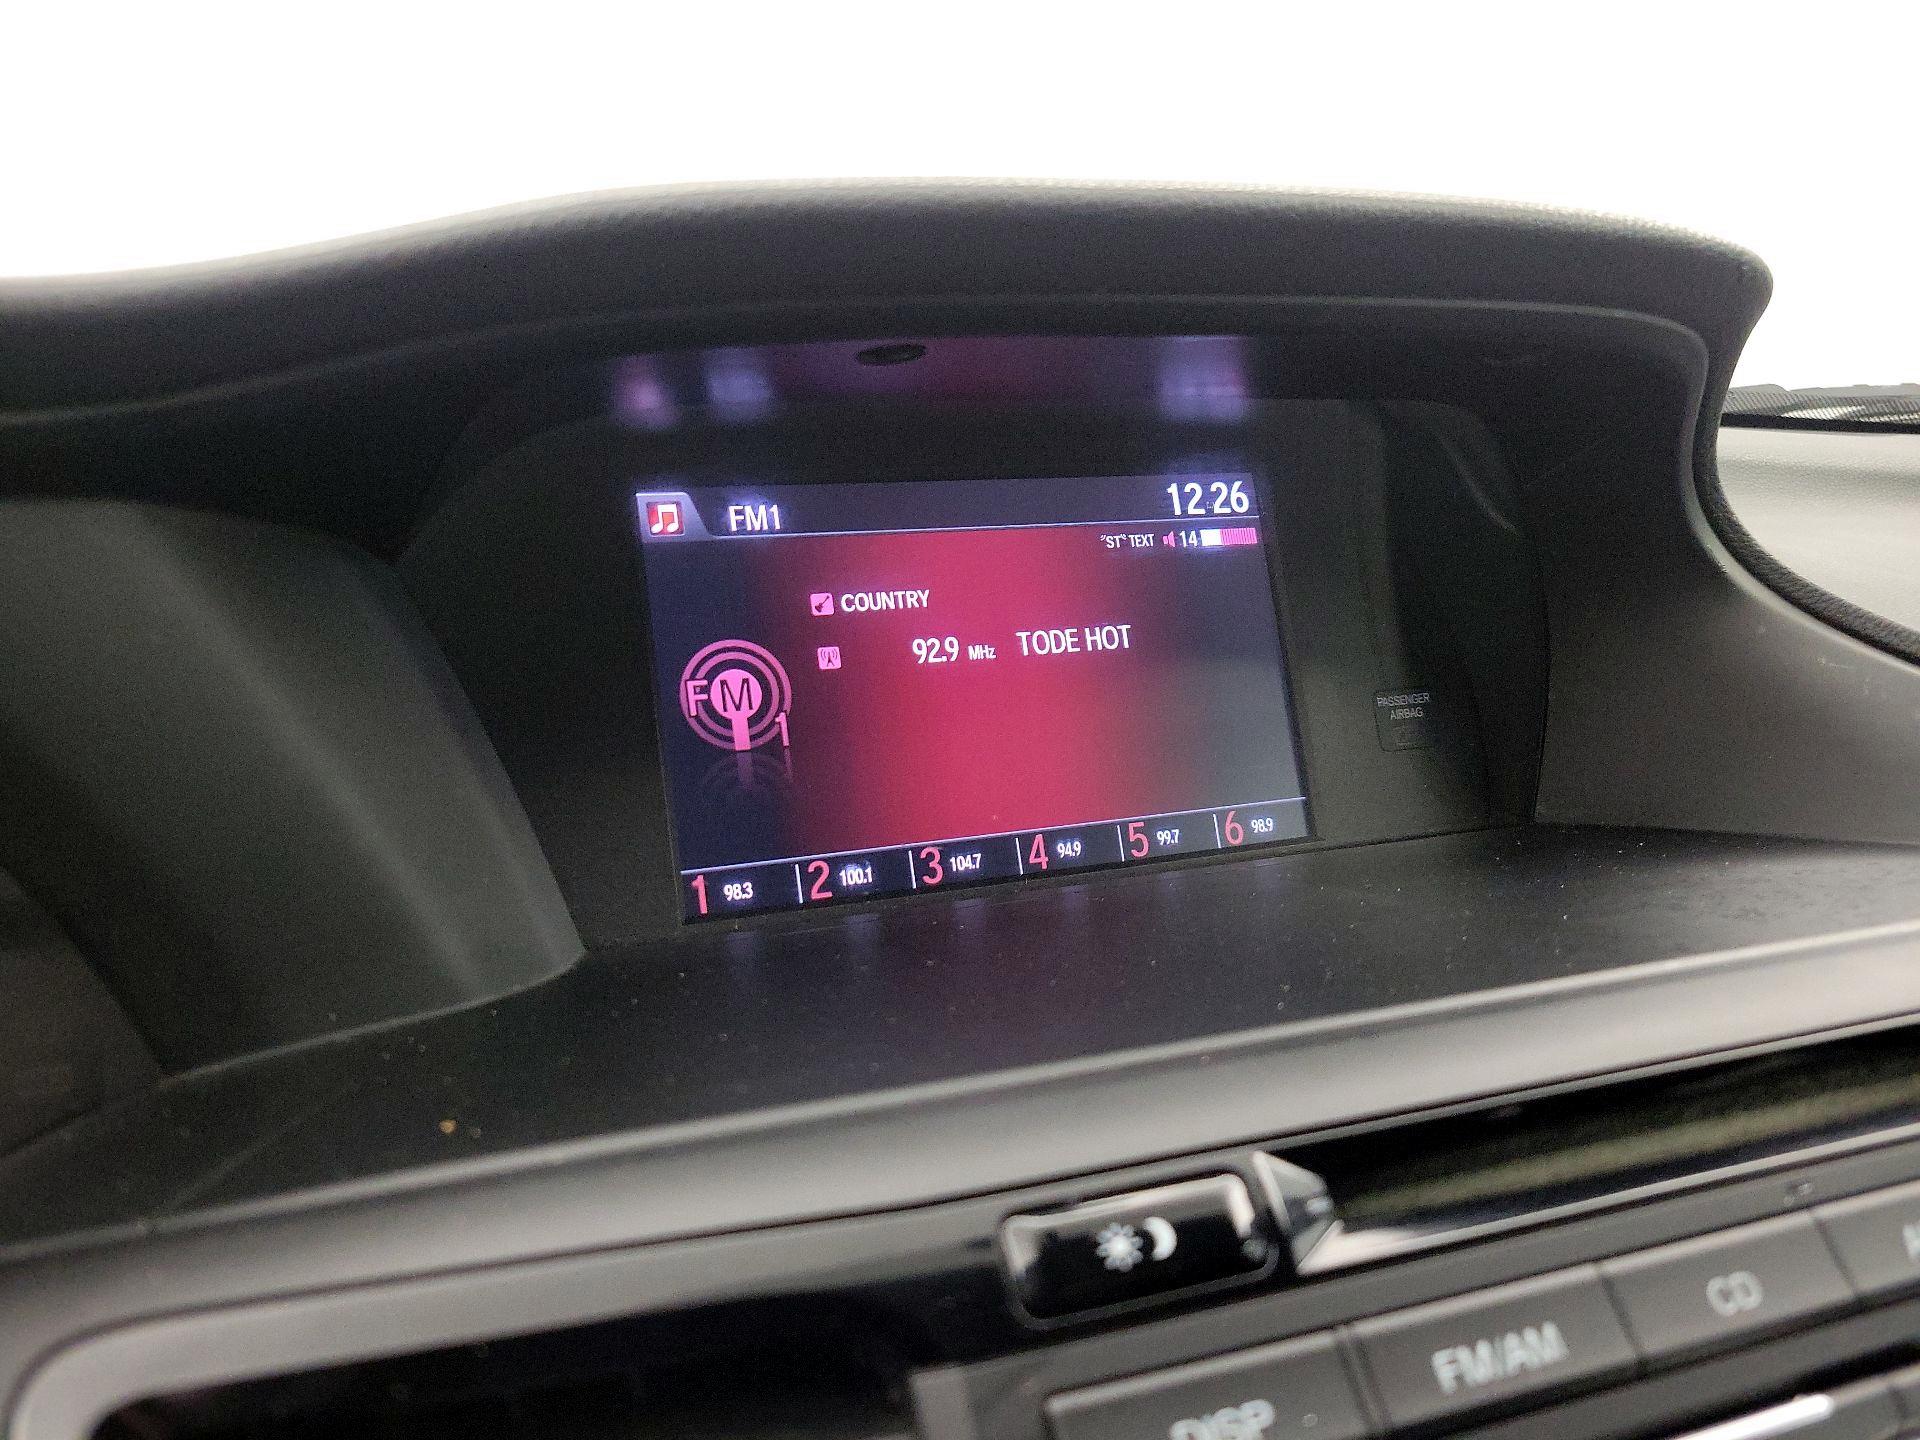 FM1
12:26
"ST" TEXT 14
COUNTRY
92.9 MHz TODE HOT
FM
1
PASSENGER
AIRBAG
1 98.3 2 100.1 3 104.7 4 94.9 5 99.7 6 98.9
DISP FM/AM CD